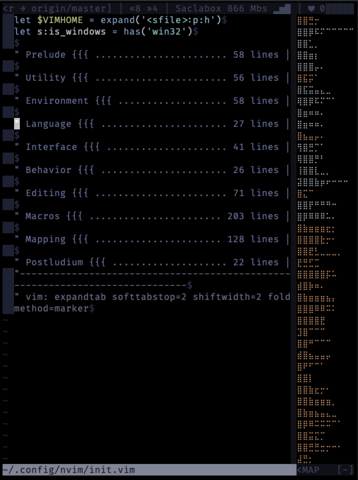 <r → origin/master] | «8 »4 | Saclabox 866 Mbs | ♥ 0
let $VIMHOME = expand('<sfile>:p:h')$
let s:is_windows = has('win32')$
" Prelude {{{ ...................... 58 lines |
$
" Utility {{{ ...................... 56 lines |
$
" Environment {{{ .................. 58 lines |
$
" Language {{{ ..................... 27 lines |
$
" Interface {{{ .................... 41 lines |
$
" Behavior {{{ ..................... 26 lines |
$
" Editing {{{ ...................... 71 lines |
$
" Macros {{{ ...................... 203 lines |
$
" Mapping {{{ ..................... 128 lines |
$
" Postludium {{{ ................... 22 lines |
"----------------------------------------------
-----------------------------$
" vim: expandtab softtabstop=2 shiftwidth=2 fold
method=marker$
~
~
~
~
~
~
~
~
~
~
~
~
~
~
~/.config/nvim/init.vim <MAP [-]